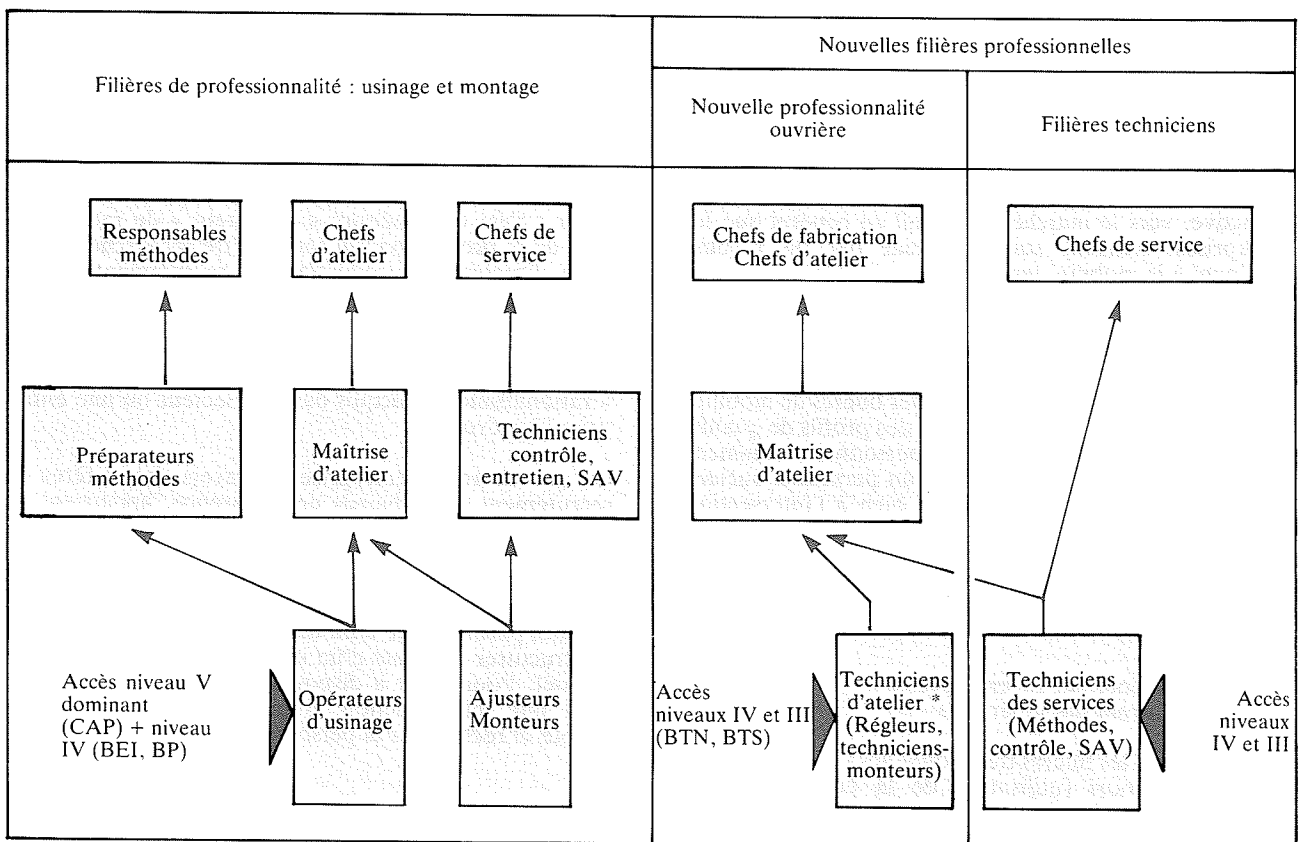 Filières de professionnalité : usinage et montage
Nouvelles filières professionnelles
Nouvelle professionnalité
ouvrière
Filières techniciens
Responsables
méthodes
Chefs
d'atelier
Chefs de
service
Chefs de fabrication
Chefs d'atelier
Chefs de service
Préparateurs
méthodes
Maîtrise
d'atelier
Techniciens
contrôle,
entretien, SAV
Maîtrise
d'atelier
Accès niveau V
dominant
(CAP) + niveau
IV (BEI, BP)
Opérateurs
d'usinage
Ajusteurs
Monteurs
Accès
niveaux IV et III
(BTN, BTS)
Techniciens
d'atelier *
(Régleurs,
techniciens-
monteurs)
Techniciens
des services
(Méthodes,
contrôle, SAV)
Accès
niveaux
IV et III